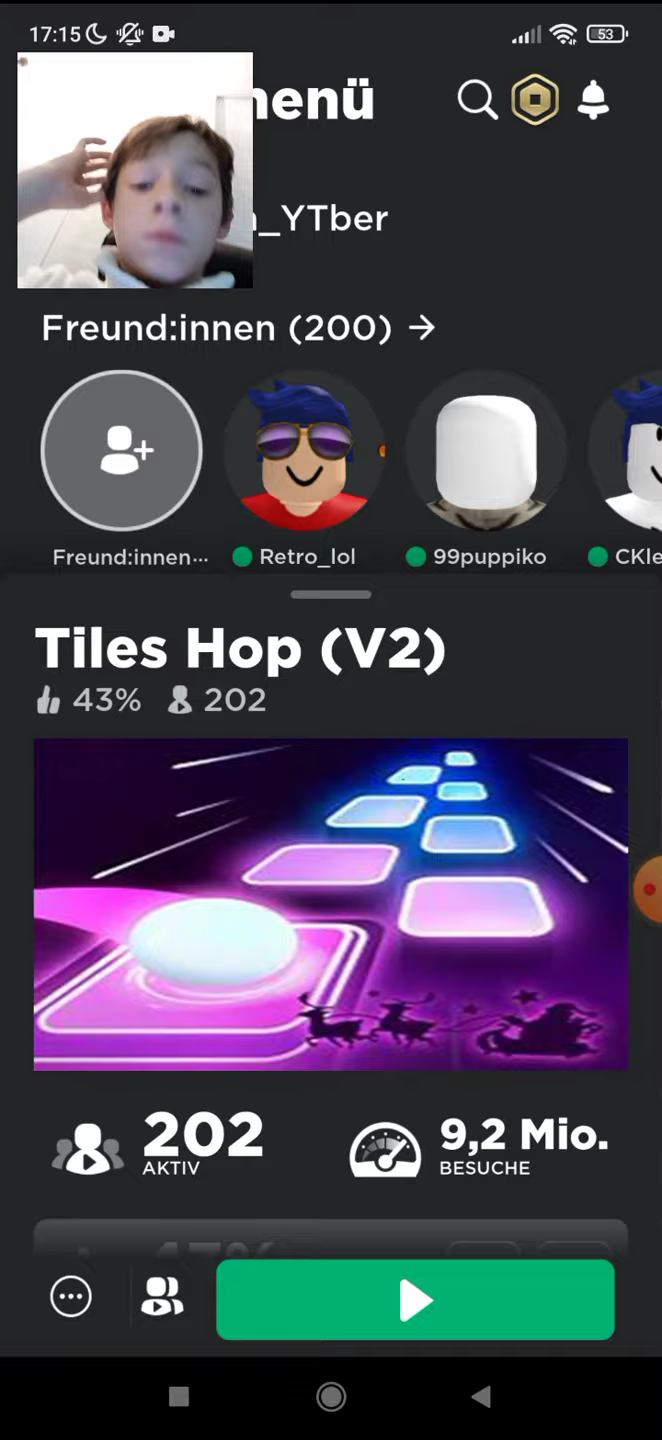 17:15
53
enü
_YTber
Freund:innen (200) →
Freund:innen···
Retro_lol
99puppiko
CKle
Tiles Hop (V2)
43% 202
202
AKTIV
9,2 Mio.
BESUCHE